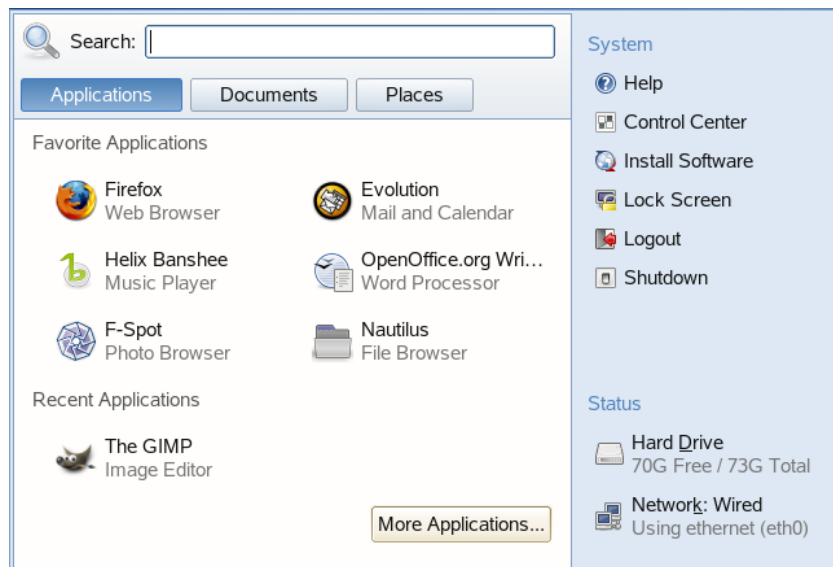 Search:
Applications
Documents
Places
Favorite Applications
Firefox
Web Browser
Evolution
Mail and Calendar
Helix Banshee
Music Player
OpenOffice.org Wri...
Word Processor
F-Spot
Photo Browser
Nautilus
File Browser
Recent Applications
The GIMP
Image Editor
More Applications...
System
Help
Control Center
Install Software
Lock Screen
Logout
Shutdown
Status
Hard Drive
70G Free / 73G Total
Network: Wired
Using ethernet (eth0)